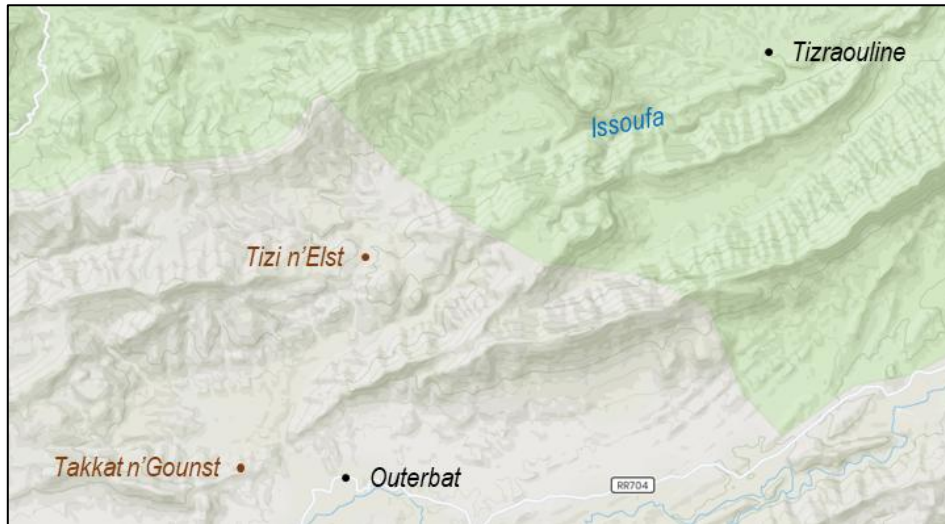 Tizraouline
Issoufa
Tizi n’Elst
Takkat n’Gounst
Outerbat
RR704